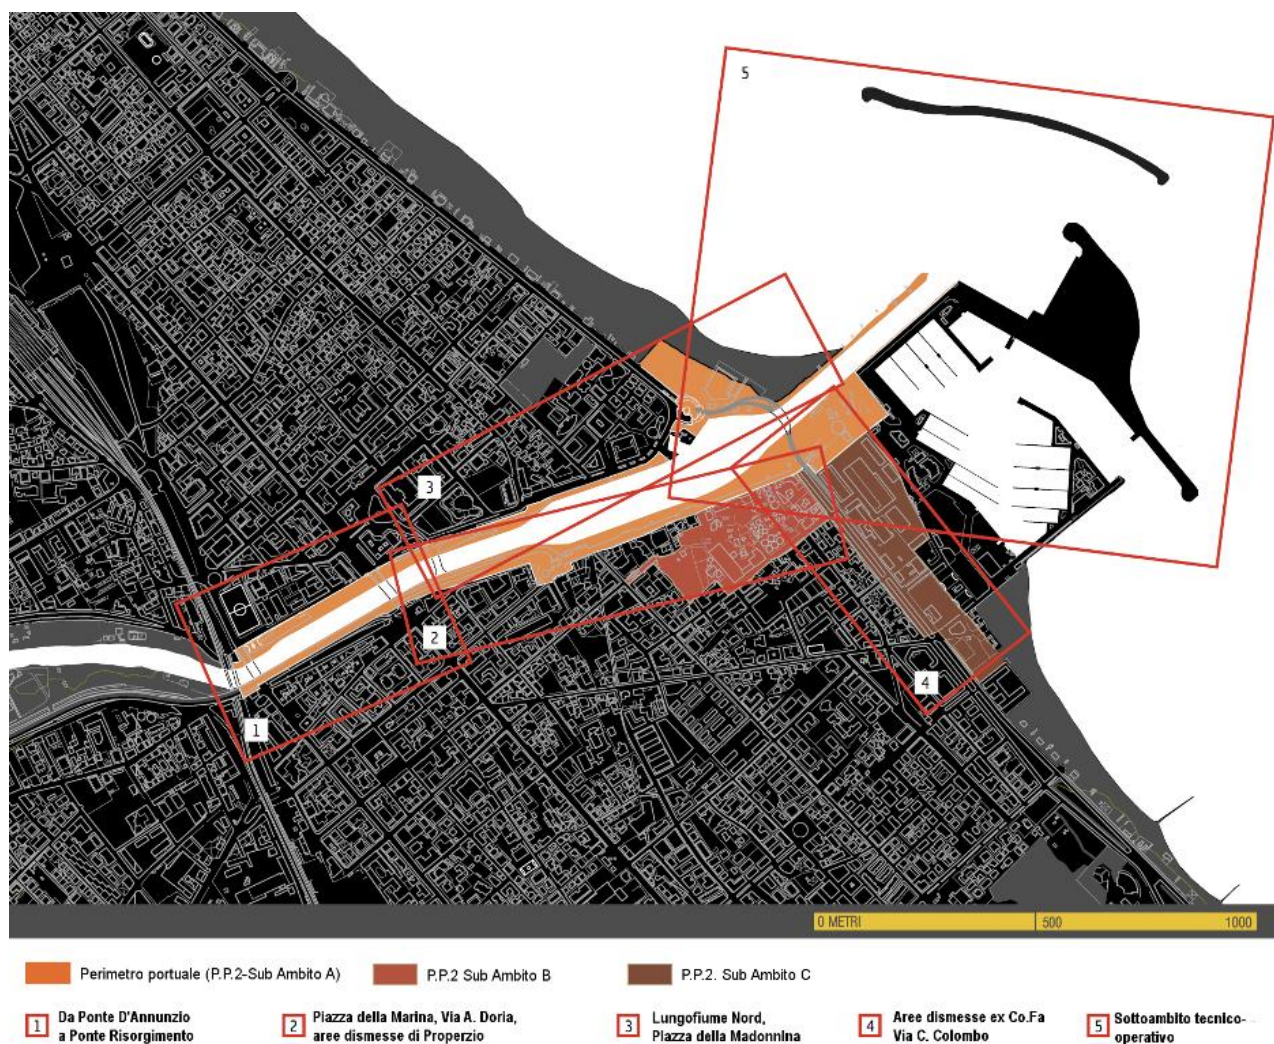 5
3
2
4
1
0 METRI 500 1000
Perimetro portuale (P.P.2-Sub Ambito A)
P.P.2 Sub Ambito B
P.P.2. Sub Ambito C
1 Da Ponte D'Annunzio
a Ponte Risorgimento
2 Piazza della Marina, Via A. Doria,
aree dismesse di Properzio
3 Lungofiume Nord,
Piazza della Madonnina
4 Aree dismesse ex Co.Fa
Via C. Colombo
5 Sottoambito tecnico-
operativo